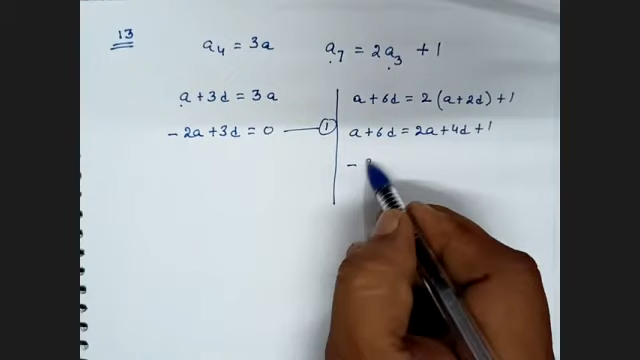 13
a₄ = 3a
a₇ = 2a₃ + 1
a + 3d = 3a
- 2a + 3d = 0 —— ①
a + 6d = 2 (a + 2d) + 1
a + 6d = 2a + 4d + 1
-